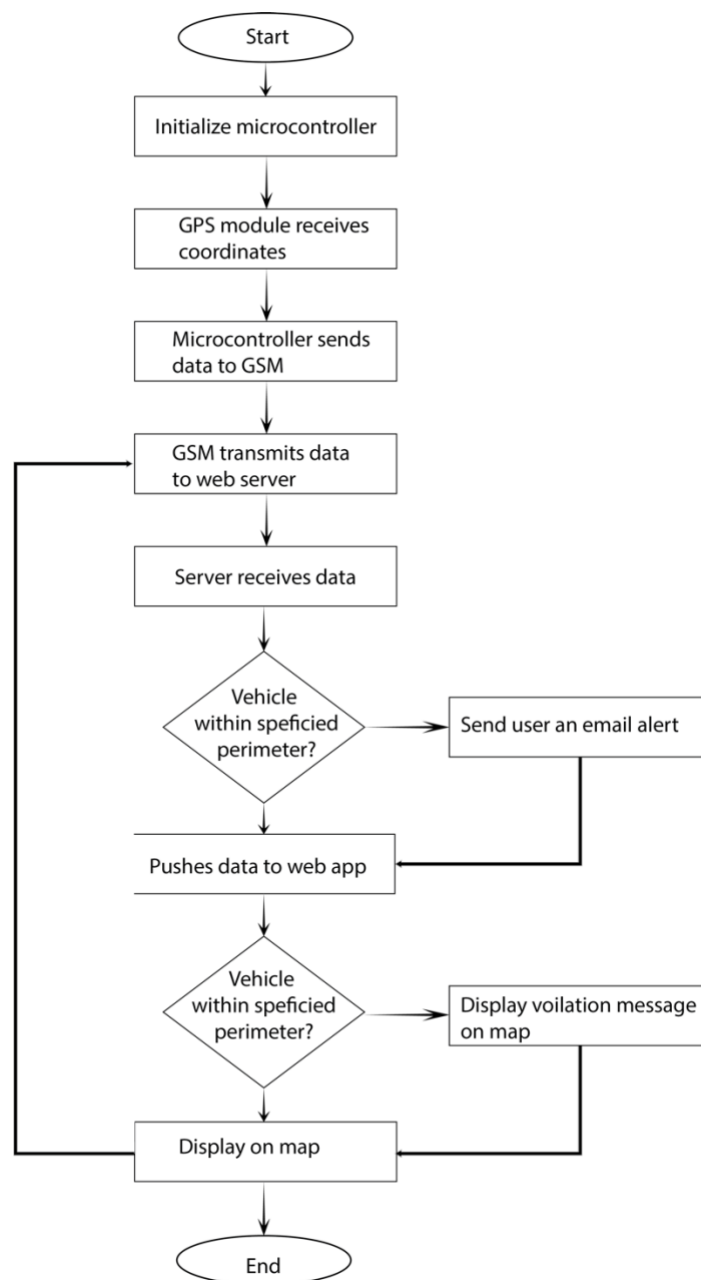 Start
Initialize microcontroller
GPS module receives
coordinates
Microcontroller sends
data to GSM
GSM transmits data
to web server
Server receives data
Vehicle
within speficied
perimeter?
Send user an email alert
Pushes data to web app
Vehicle
within speficied
perimeter?
Display voilation message
on map
Display on map
End